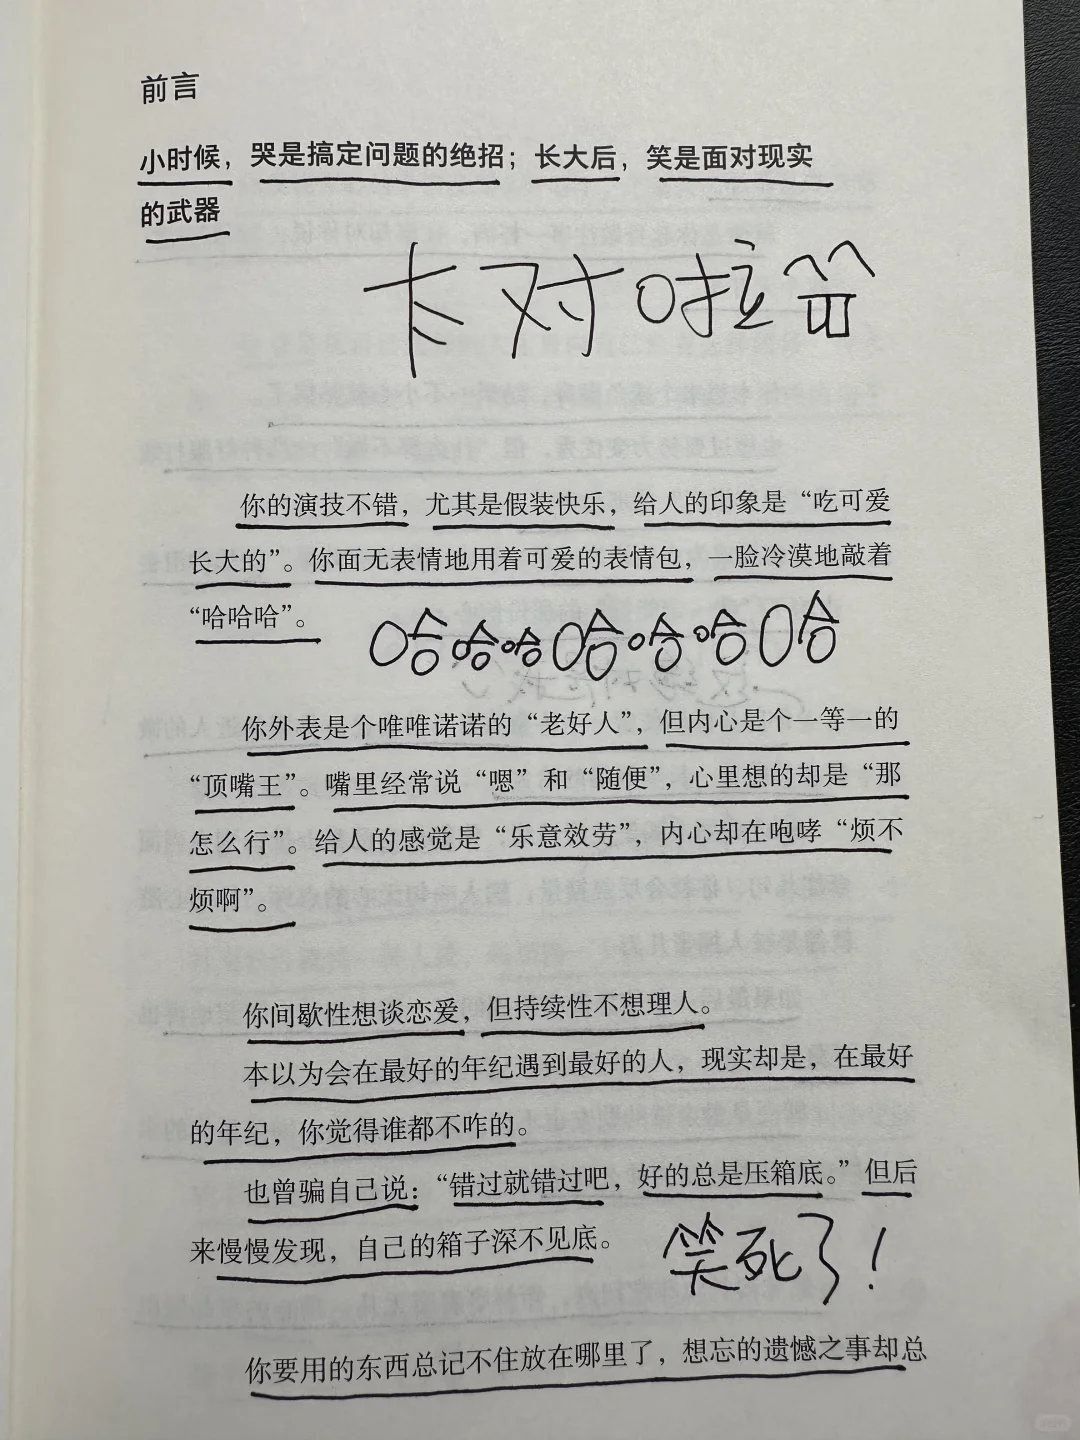 前言
小时候，哭是搞定问题的绝招；长大后，笑是面对现实
的武器
对啦
你的演技不错，尤其是假装快乐，给人的印象是“吃可爱
长大的”。你面无表情地用着可爱的表情包，一脸冷漠地敲着
“哈哈哈”。
哈哈哈哈哈哈哈
你外表是个唯唯诺诺的“老好人”，但内心是个一等一的
“顶嘴王”。嘴里经常说“嗯”和“随便”，心里想的却是“那
怎么行”。给人的感觉是“乐意效劳”，内心却在咆哮“烦不
烦啊”。
你间歇性想谈恋爱，但持续性不想理人。
本以为会在最好的年纪遇到最好的人，现实却是，在最好
的年纪，你觉得谁都不咋的。
也曾骗自己说：“错过就错过吧，好的总是压箱底。”但后
来慢慢发现，自己的箱子深不见底。
笑死了！
你要用的东西总记不住放在哪里了，想忘的遗憾之事却总